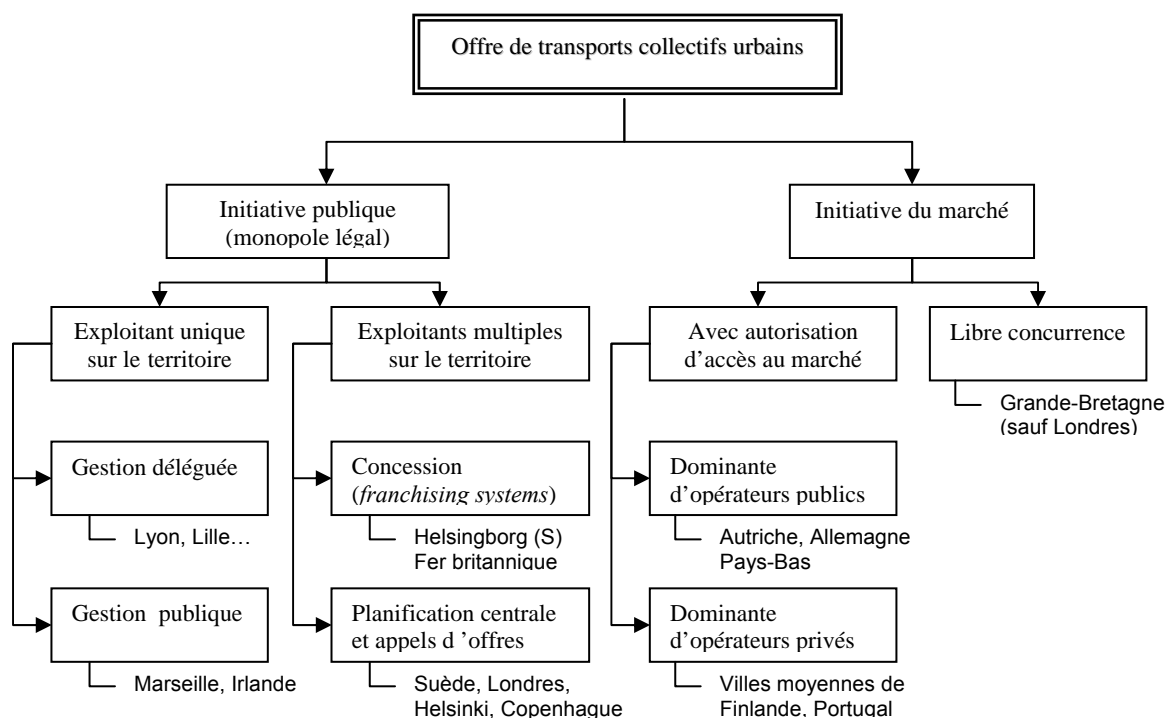 Offre de transports collectifs urbains
Initiative publique
(monopole légal)
Initiative du marché
Exploitant unique
sur le territoire
Exploitants multiples
sur le territoire
Avec autorisation
d’accès au marché
Libre concurrence
Grande-Bretagne
(sauf Londres)
Gestion déléguée
Lyon, Lille…
Concession
(franchising systems)
Helsingborg (S)
Fer britannique
Dominante
d’opérateurs publics
Autriche, Allemagne
Pays-Bas
Gestion publique
Marseille, Irlande
Planification centrale
et appels d ’offres
Suède, Londres,
Helsinki, Copenhague
Dominante
d’opérateurs privés
Villes moyennes de
Finlande, Portugal